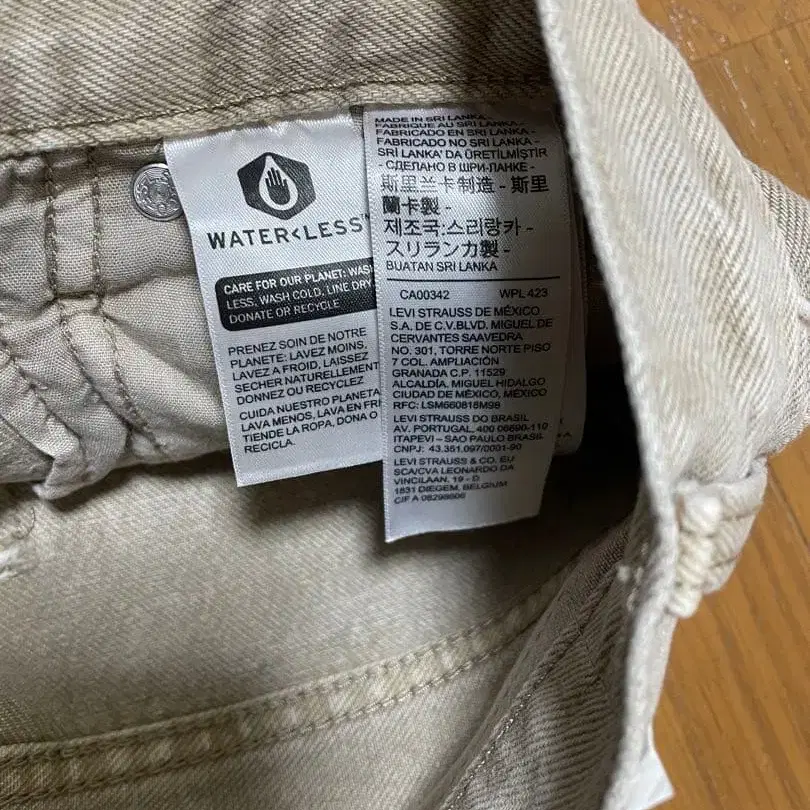 WATER<LESS™
CARE FOR OUR PLANET: WASH
LESS, WASH COLD, LINE DRY,
DONATE OR RECYCLE
PRENEZ SOIN DE NOTRE
PLANÈTE: LAVEZ MOINS,
LAVEZ À FROID, LAISSEZ
SECHER NATURELLEMENT
DONNEZ OU RECYCLEZ
CUIDA NUESTRO PLANETA
LAVA MENOS, LAVA EN FR
TIENDE LA ROPA, DONA O
RECICLA.
MADE IN SRI LANKA -
FABRIQUE AU SRI LANKA -
FABRICADO EN SRI LANKA -
FABRICADO NO SRI LANKA -
SRİ LANKA' DA ÜRETİLMİŞTİR
- СДЕЛАНО В ШРИ-ЛАНКЕ -
斯里兰卡制造 - 斯里
蘭卡製 -
제조국:스리랑카 -
スリランカ製 -
BUATAN SRI LANKA
CA00342 WPL 423
LEVI STRAUSS DE MÉXICO
S.A. DE C.V.BLVD. MIGUEL DE
CERVANTES SAAVEDRA
NO. 301, TORRE NORTE PISO
7 COL. AMPLIACIÓN
GRANADA C.P. 11529
ALCALDÍA. MIGUEL HIDALGO
CIUDAD DE MÉXICO, MÉXICO
RFC: LSM660818M98
LEVI STRAUSS DO BRASIL
AV. PORTUGAL, 400 06696-110
ITAPEVI – SAO PAULO BRASIL
CNPJ: 43.351.097/0001-90
LEVI STRAUSS & CO. EU
SCA/CVA LEONARDO DA
VINCILAAN, 19 - D
1831 DIEGEM, BELGIUM
CIF A 08298606